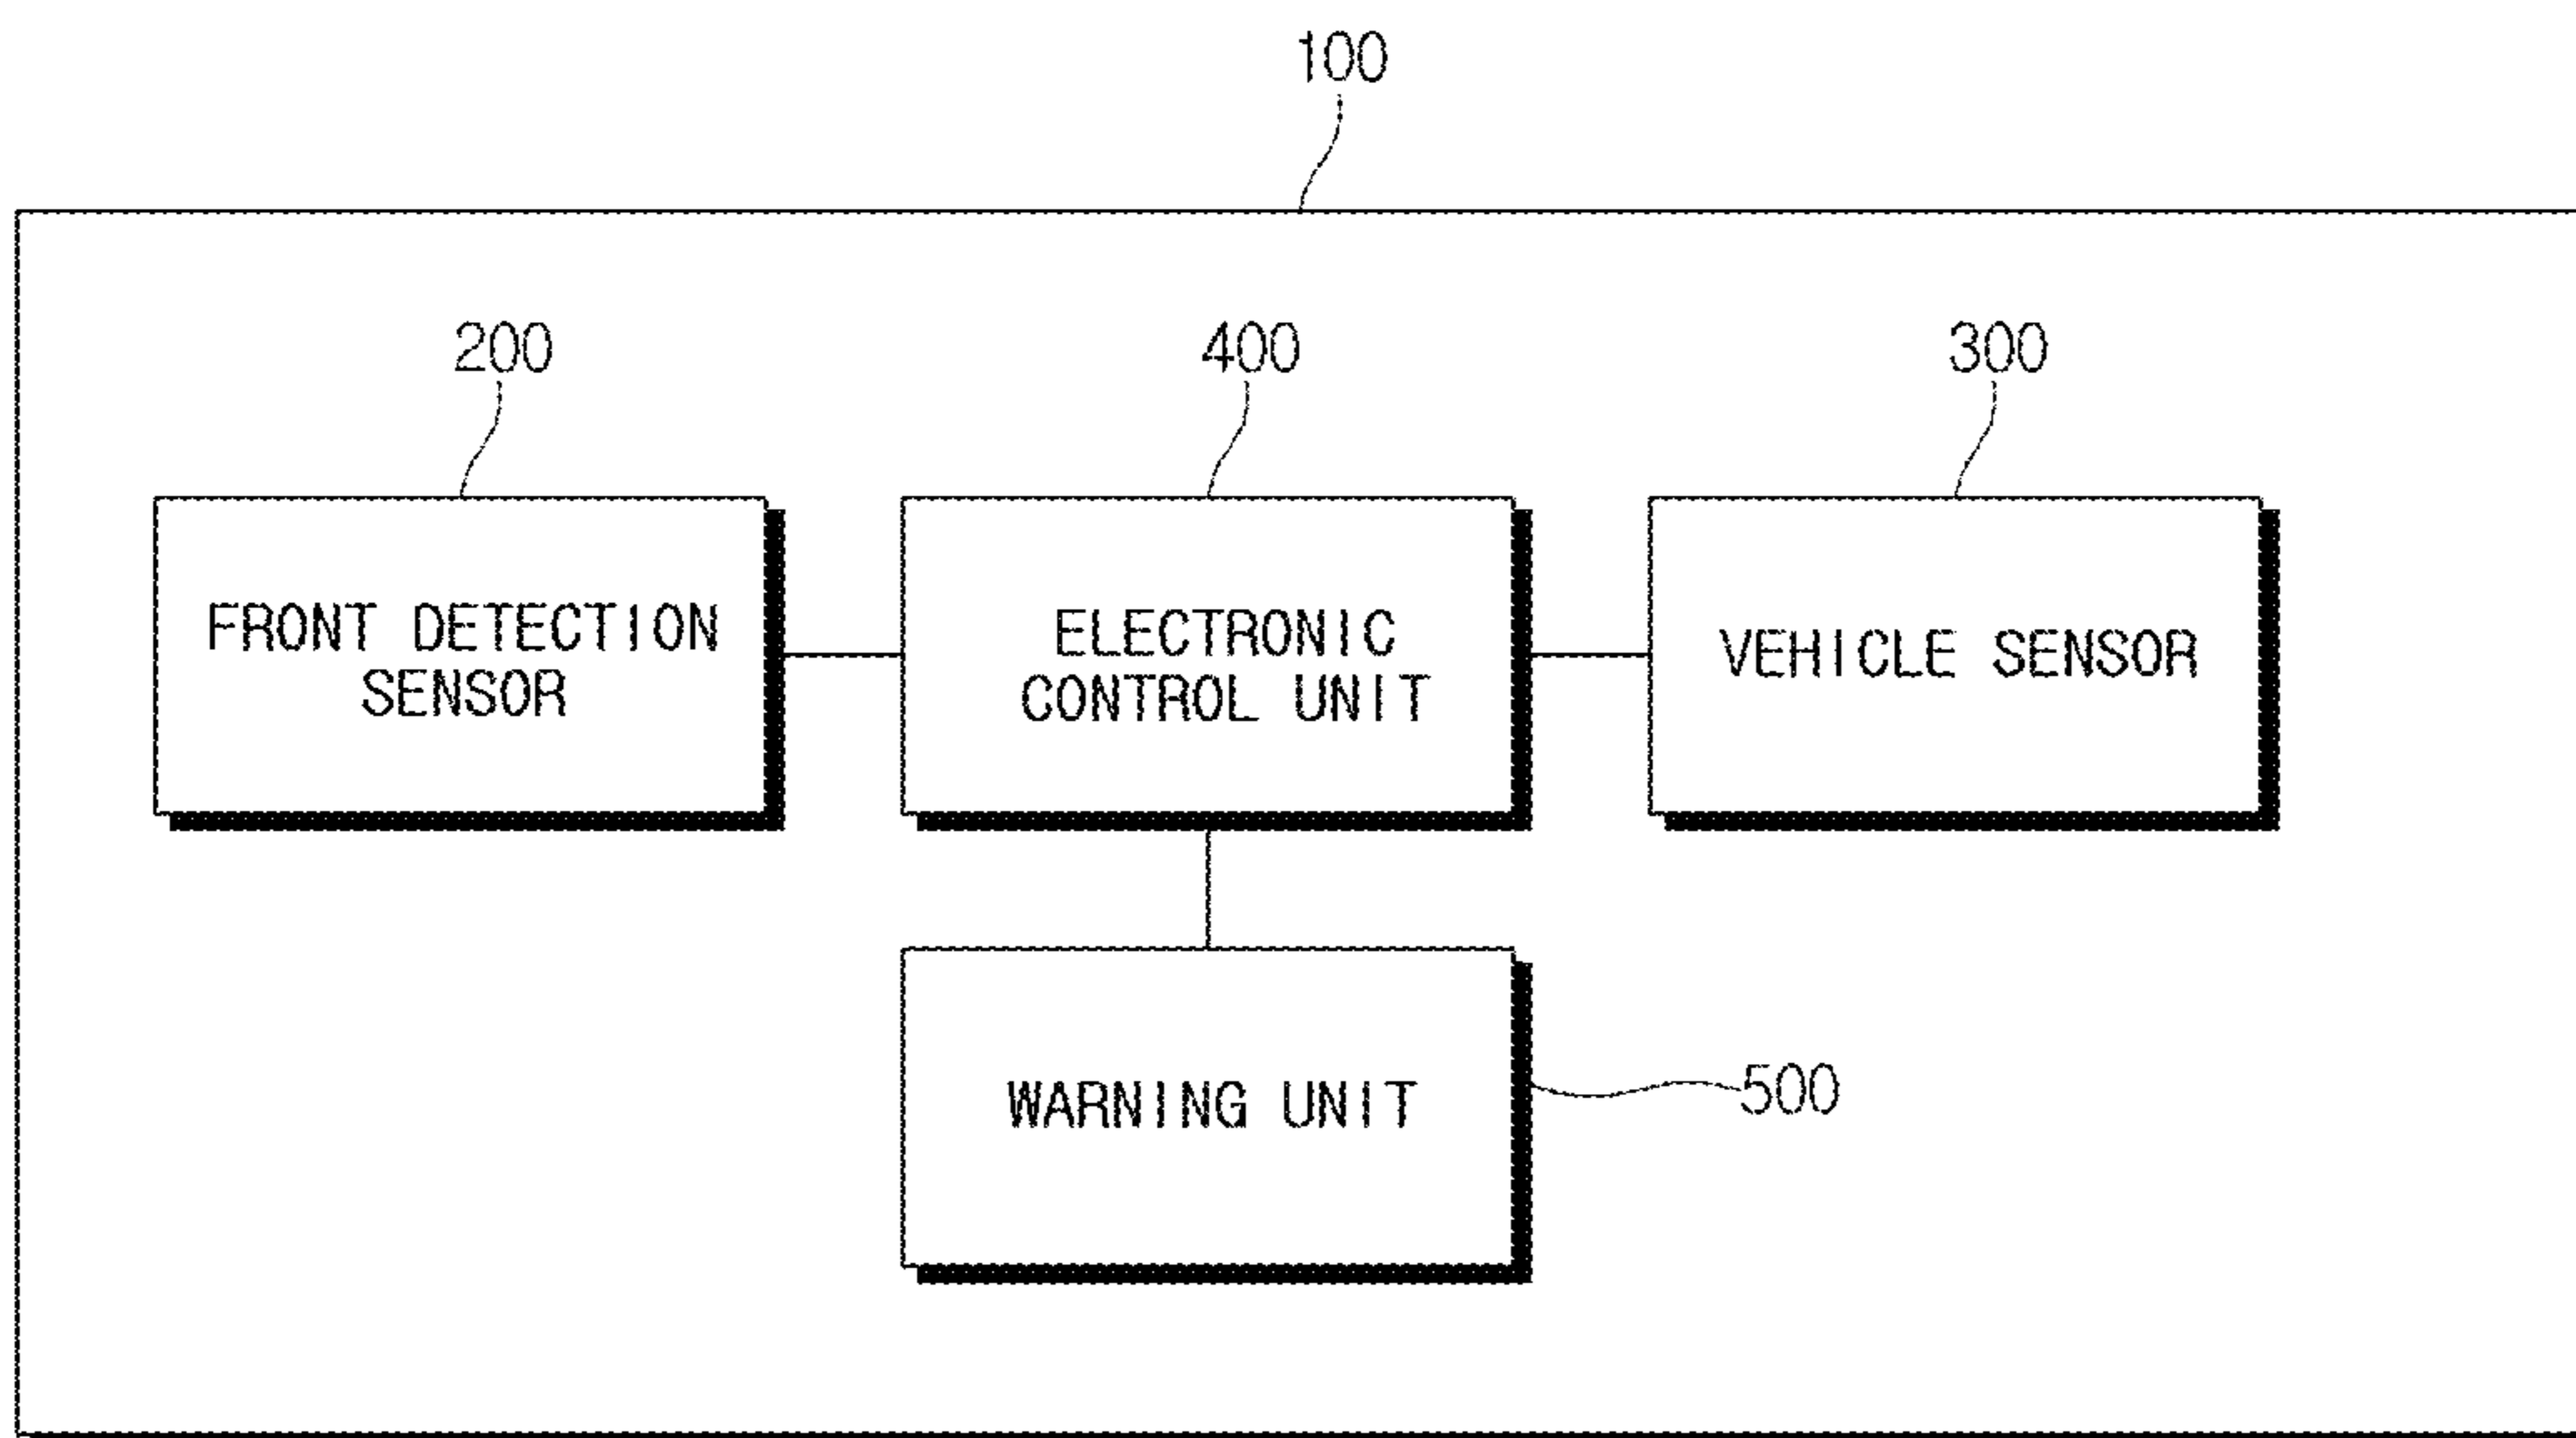 100
200
400
300
FRONT DETECTION
SENSOR
ELECTRONIC
CONTROL UNIT
VEHICLE SENSOR
WARNING UNIT
500